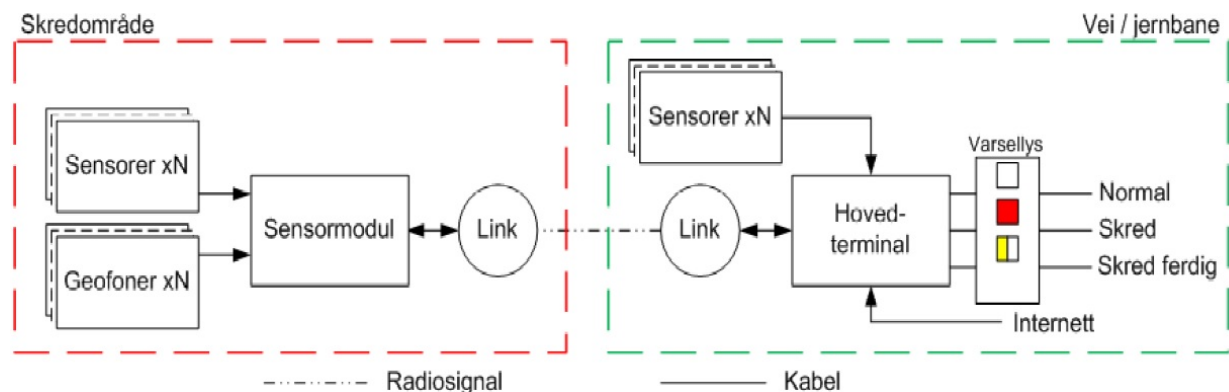 Skredområde
Vei / jernbane
Sensorer xN
Geofoner xN
Sensormodul
Link
Link
Sensorer xN
Hoved-
terminal
Varsellys
Normal
Skred
Skred ferdig
Internett
Radiosignal
Kabel